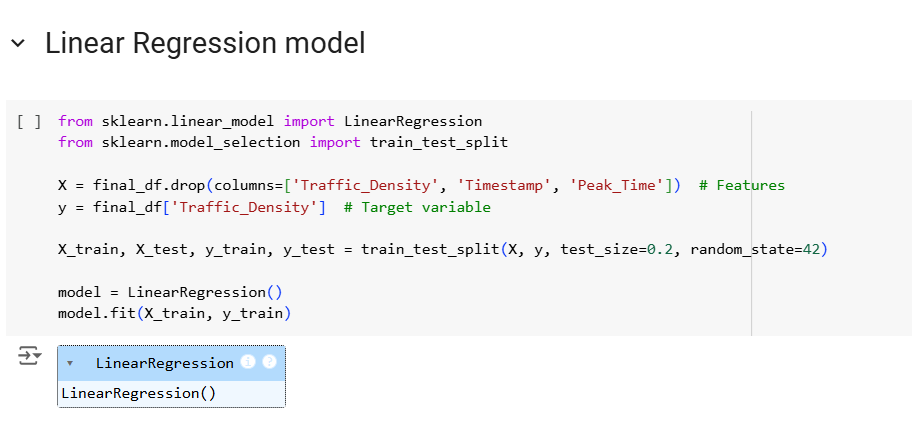 Linear Regression model
[ ] from sklearn.linear_model import LinearRegression
from sklearn.model_selection import train_test_split
X = final_df.drop(columns=['Traffic_Density', 'Timestamp', 'Peak_Time'])  # Features
y = final_df['Traffic_Density']  # Target variable
X_train, X_test, y_train, y_test = train_test_split(X, y, test_size=0.2, random_state=42)
model = LinearRegression()
model.fit(X_train, y_train)
LinearRegression i ?
LinearRegression()